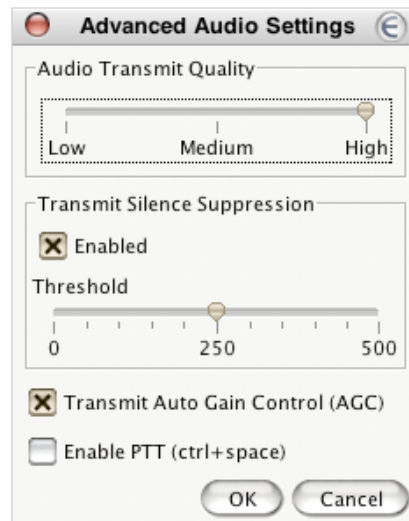 Advanced Audio Settings
Audio Transmit Quality
Low Medium High
Transmit Silence Suppression
Enabled
Threshold
0 250 500
Transmit Auto Gain Control (AGC)
Enable PTT (ctrl+space)
OK Cancel